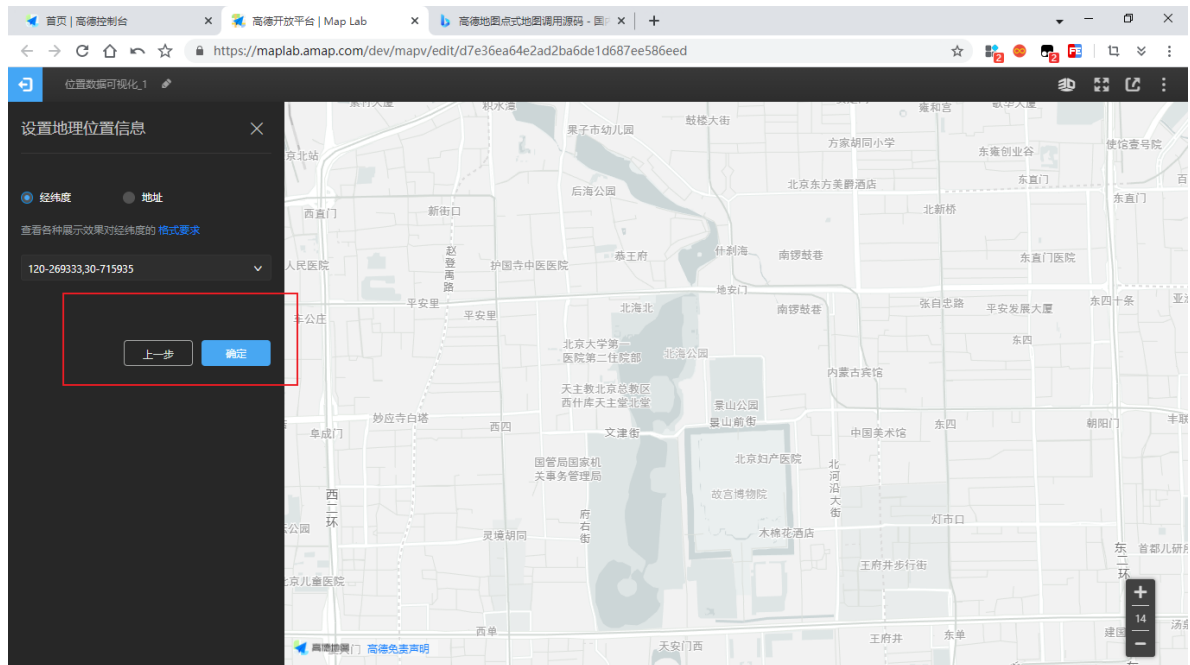 首页 | 高德控制台
高德开放平台 | Map Lab
高德地图点式地图调用源码 - 国
https://maplab.amap.com/dev/mapv/edit/d7e36ea64e2ad2ba6de1d687ee586eed
2
2
位置数据可视化_1
3D
设置地理位置信息
经纬度
地址
查看各种展示效果对经纬度的 格式要求
120-269333,30-715935
上一步
确定
积水潭
鼓楼大街
雍和宫
果子市幼儿园
方家胡同小学
东雍创业谷
使馆壹号院
京北站
后海公园
北京东方美爵酒店
东直门
百
东直门
西直门
新街口
北新桥
赵登禹路
人民医院
护国寺中医医院
恭王府
什刹海
南锣鼓巷
东直门医院
地安门
平安里
平安里
北海北
南锣鼓巷
张自忠路
平安发展大厦
东四十条
车公庄
北京大学第一
医院第二住院部
北海公园
东四
内蒙古宾馆
天主教北京总教区
西什库天主堂北堂
景山公园
景山前街
妙应寺白塔
阜成门
西四
文津街
中国美术馆
东四
朝阳门
丰联
国管局国家机
关事务管理局
北京妇产医院
北河沿大街
故宫博物院
西二环
府右街
公园
灵境胡同
木棉花酒店
灯市口
东二环
首都儿研所
王府井步行街
京儿童医院
14
西单
天安门西
王府井
东单
建国
高德地图
门
高德免责声明